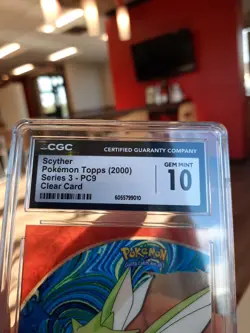 CGC CERTIFIED GUARANTY COMPANY
Scyther
Pokémon Topps (2000)
Series 3 - PC9
Clear Card
GEM MINT
10
6055799010
POKéMON